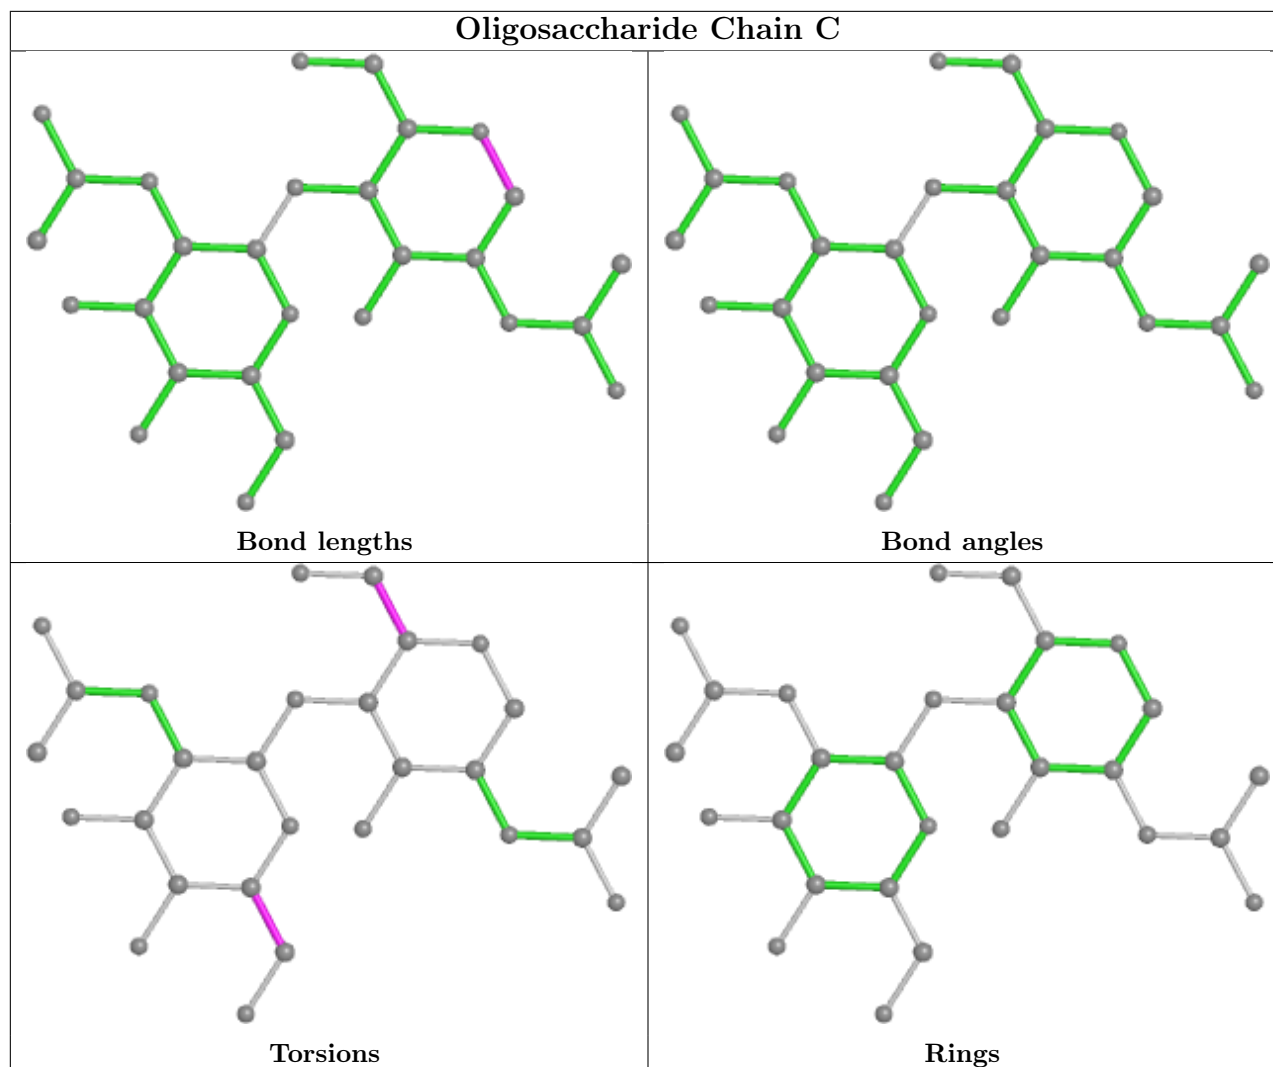 Oligosaccharide Chain C
Bond lengths
Bond angles
Torsions
Rings